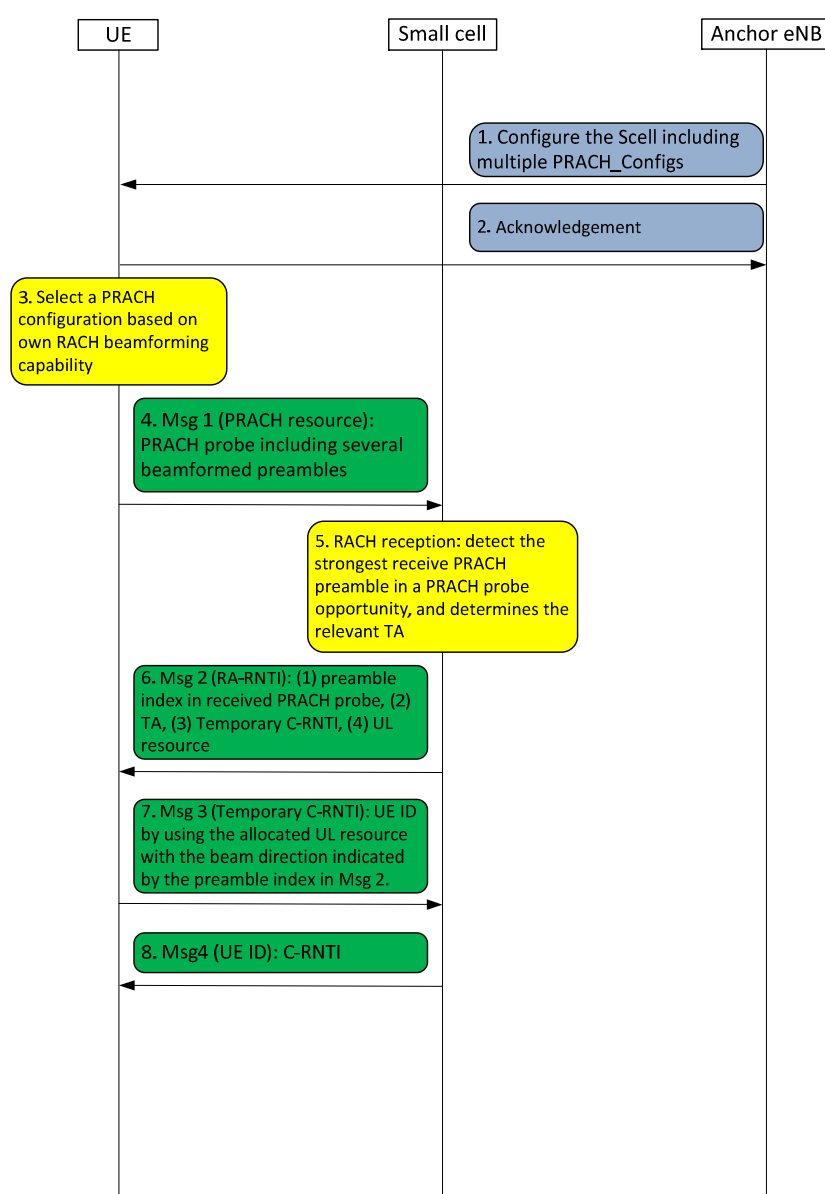 UE
Small cell
Anchor eNB
1. Configure the Scell including
multiple PRACH_Configs
2. Acknowledgement
3. Select a PRACH
configuration based on
own RACH beamforming
capability
4. Msg 1 (PRACH resource):
PRACH probe including several
beamformed preambles
5. RACH reception: detect the
strongest receive PRACH
preamble in a PRACH probe
opportunity, and determines the
relevant TA
6. Msg 2 (RA-RNTI): (1) preamble
index in received PRACH probe, (2)
TA, (3) Temporary C-RNTI, (4) UL
resource
7. Msg 3 (Temporary C-RNTI): UE ID
by using the allocated UL resource
with the beam direction indicated
by the preamble index in Msg 2.
8. Msg4 (UE ID): C-RNTI